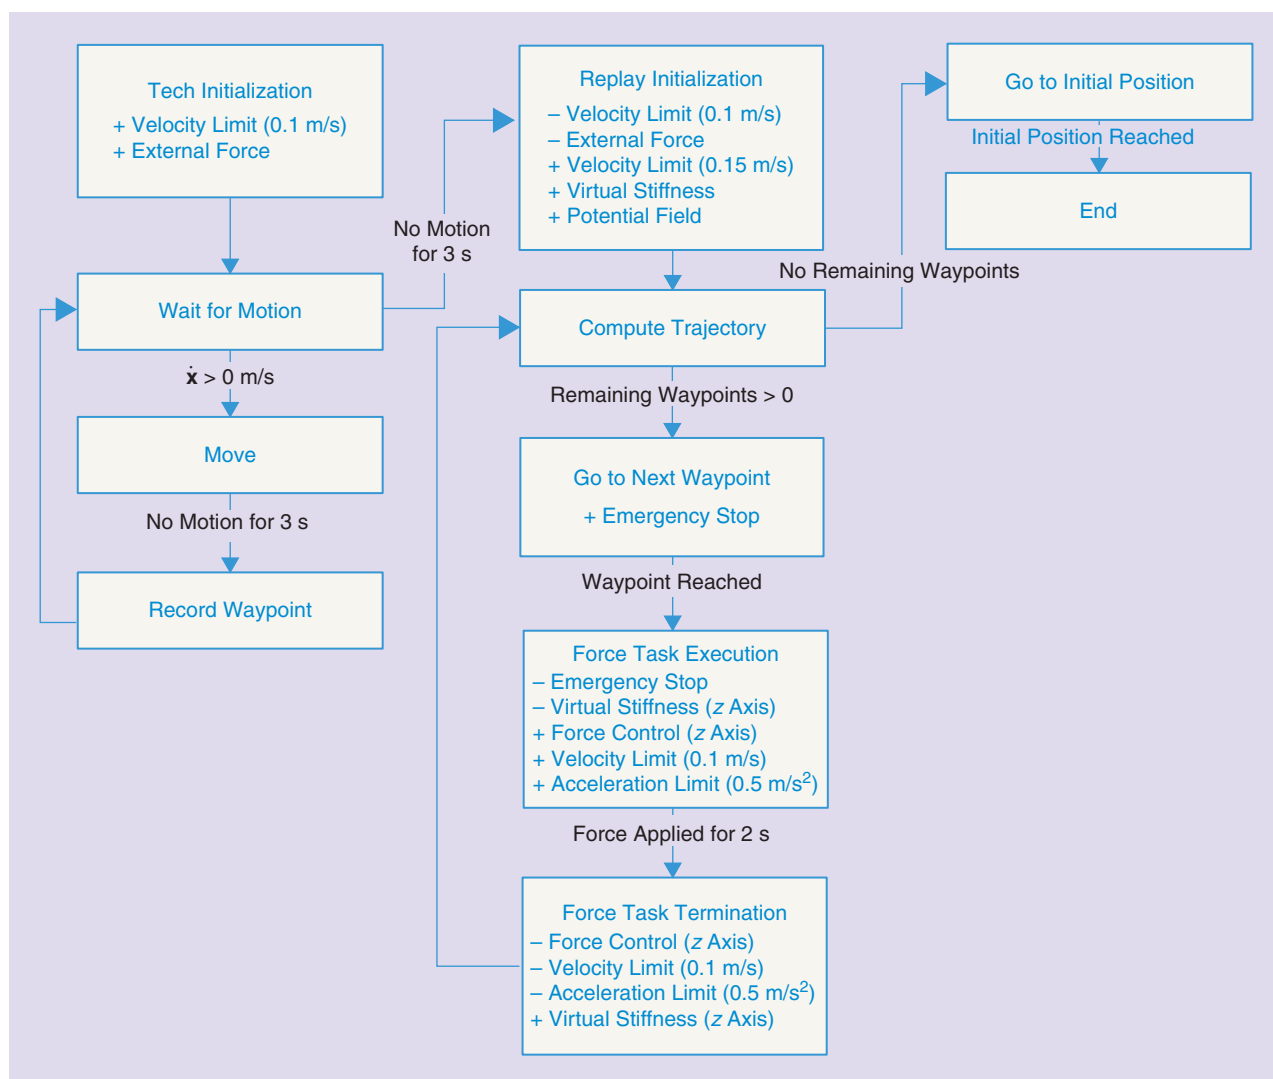 Tech Initialization
+ Velocity Limit (0.1 m/s)
+ External Force
Wait for Motion
ẋ > 0 m/s
Move
No Motion for 3 s
Record Waypoint
No Motion
for 3 s
Replay Initialization
– Velocity Limit (0.1 m/s)
– External Force
+ Velocity Limit (0.15 m/s)
+ Virtual Stiffness
+ Potential Field
Compute Trajectory
Remaining Waypoints > 0
Go to Next Waypoint
+ Emergency Stop
Waypoint Reached
Force Task Execution
– Emergency Stop
– Virtual Stiffness (z Axis)
+ Force Control (z Axis)
+ Velocity Limit (0.1 m/s)
+ Acceleration Limit (0.5 m/s²)
Force Applied for 2 s
Force Task Termination
– Force Control (z Axis)
– Velocity Limit (0.1 m/s)
– Acceleration Limit (0.5 m/s²)
+ Virtual Stiffness (z Axis)
No Remaining Waypoints
Go to Initial Position
Initial Position Reached
End